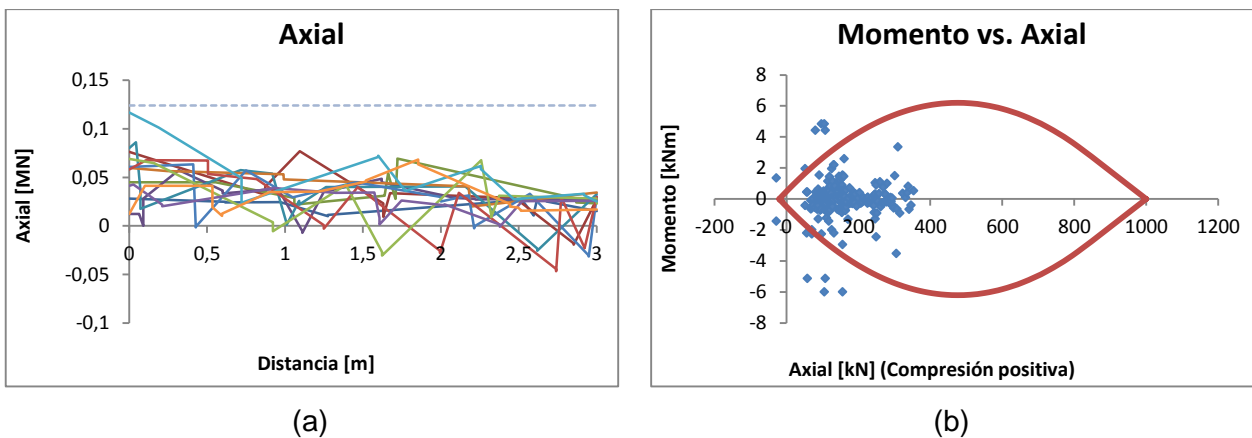 Axial
0,15
0,1
0,05
0
-0,05
-0,1
Axial [MN]
0 0,5 1 1,5 2 2,5 3
Distancia [m]
(a)
Momento vs. Axial
8
6
4
2
0
-2
-4
-6
-8
Momento [kNm]
-200 0 200 400 600 800 1000 1200
Axial [kN] (Compresión positiva)
(b)